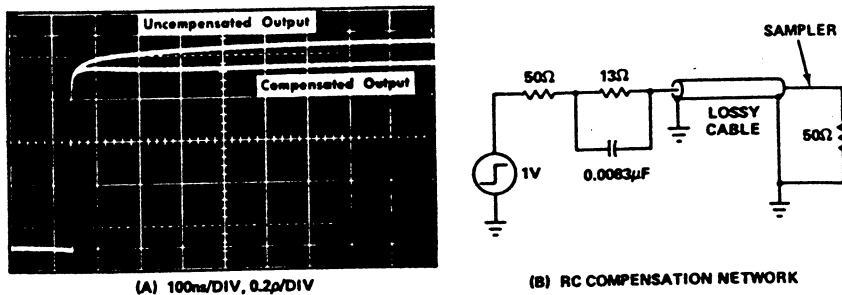 Uncompensated Output
Compensated Output
(A) 100ns/DIV, 0.2ρ/DIV
SAMPLER
50Ω
13Ω
LOSSY
CABLE
50Ω
1V
0.0083μF
(B) RC COMPENSATION NETWORK